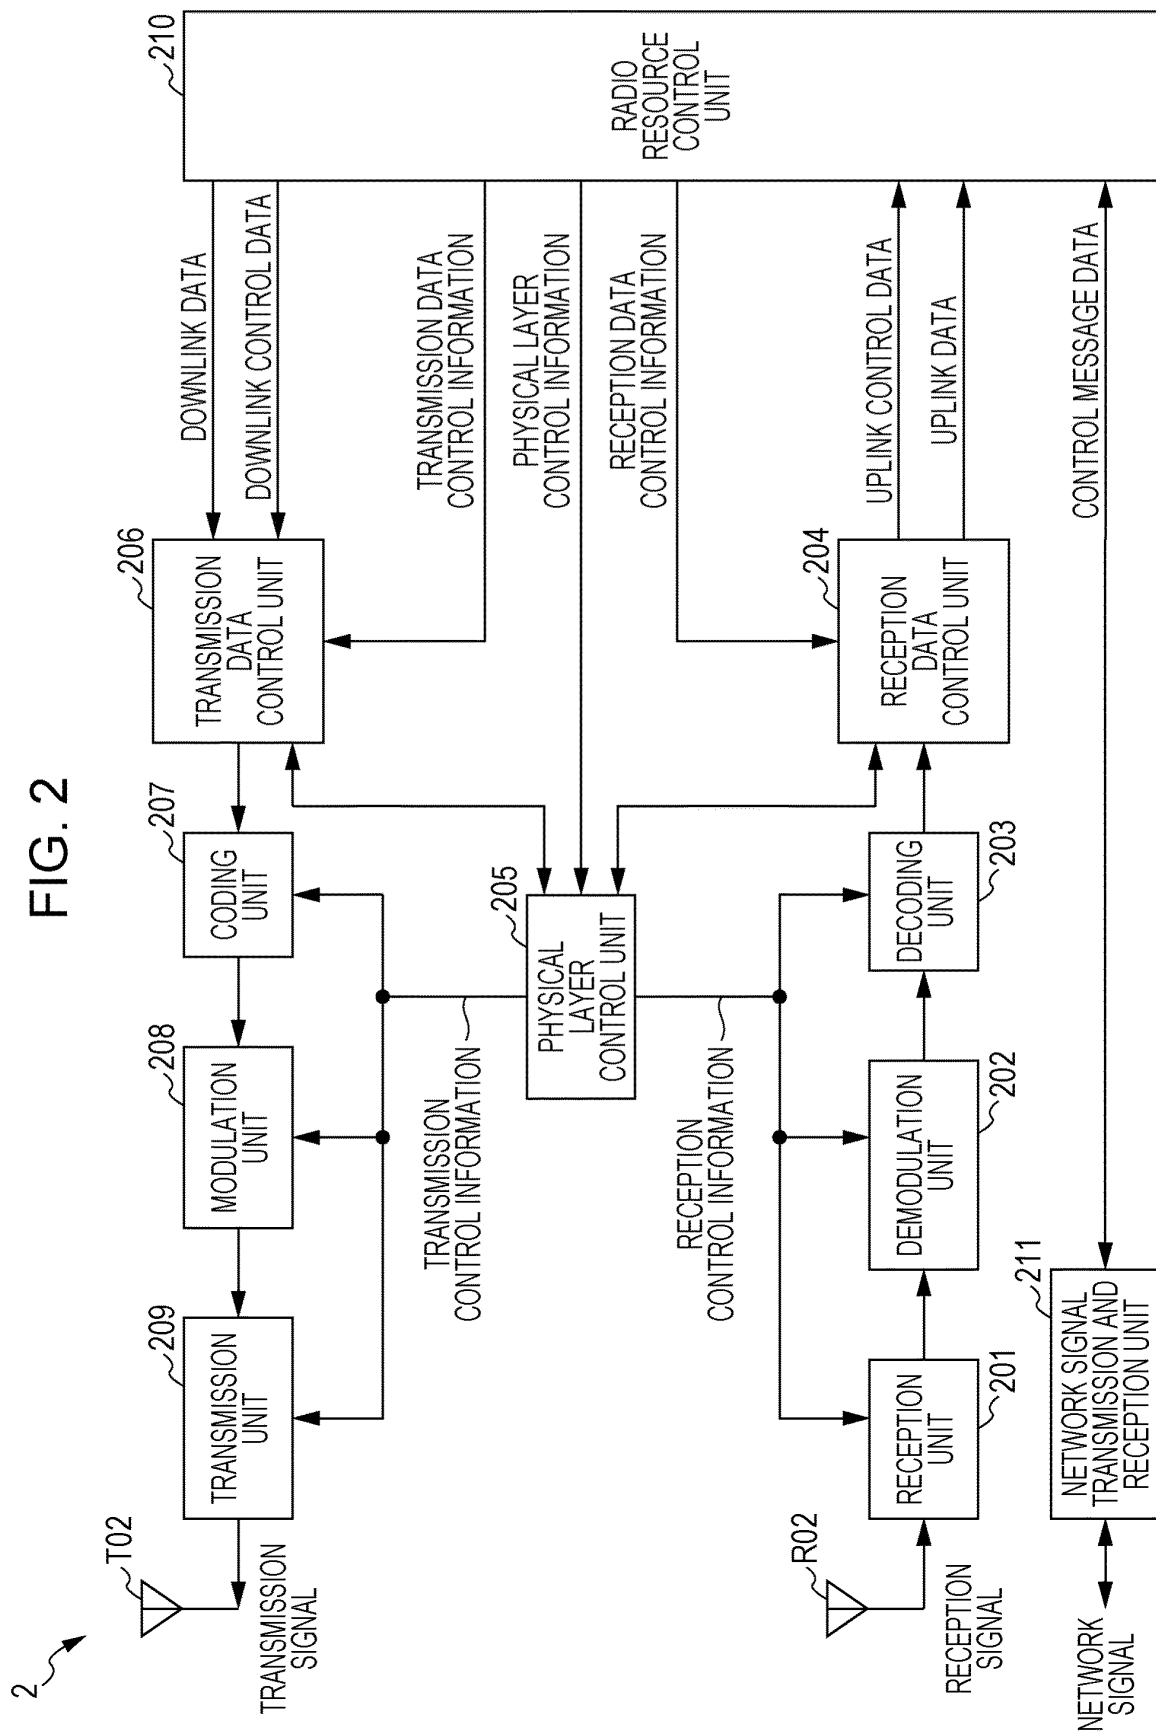 FIG. 2
2
T02
TRANSMISSION
SIGNAL
209
TRANSMISSION
UNIT
208
MODULATION
UNIT
207
CODING
UNIT
206
TRANSMISSION
DATA
CONTROL UNIT
DOWNLINK DATA
DOWNLINK CONTROL DATA
210
RADIO
RESOURCE
CONTROL
UNIT
TRANSMISSION
CONTROL INFORMATION
205
PHYSICAL
LAYER
CONTROL UNIT
TRANSMISSION DATA
CONTROL INFORMATION
PHYSICAL LAYER
CONTROL INFORMATION
RECEPTION DATA
CONTROL INFORMATION
RECEPTION
CONTROL INFORMATION
R02
RECEPTION
SIGNAL
RECEPTION
UNIT
201
DEMODULATION
UNIT
202
DECODING
UNIT
203
204
RECEPTION
DATA
CONTROL UNIT
UPLINK CONTROL DATA
UPLINK DATA
NETWORK
SIGNAL
211
NETWORK SIGNAL
TRANSMISSION AND
RECEPTION UNIT
CONTROL MESSAGE DATA